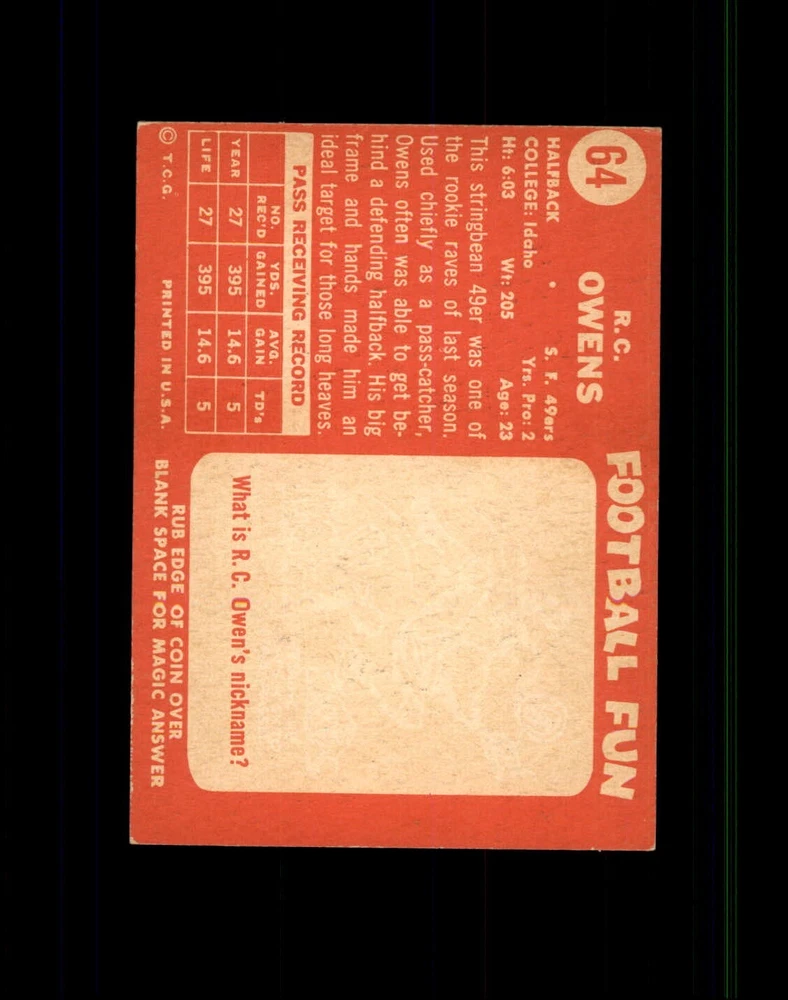 64
R.C.
OWENS
HALFBACK • S. F. 49ers
COLLEGE: Idaho Yrs. Pro: 2
Ht: 6:03 Wt: 205 Age: 23
This stringbean 49er was one of
the rookie raves of last season.
Used chiefly as a pass-catcher,
Owens often was able to get be-
hind a defending halfback. His big
frame and hands made him an
ideal target for those long heaves.
PASS RECEIVING RECORD
NO. REC'D YDS. GAINED AVG. GAIN TD's
YEAR 27 395 14.6 5
LIFE 27 395 14.6 5
© T.C.G. PRINTED IN U.S.A.
FOOTBALL FUN
What is R. C. Owen's nickname?
RUB EDGE OF COIN OVER
BLANK SPACE FOR MAGIC ANSWER